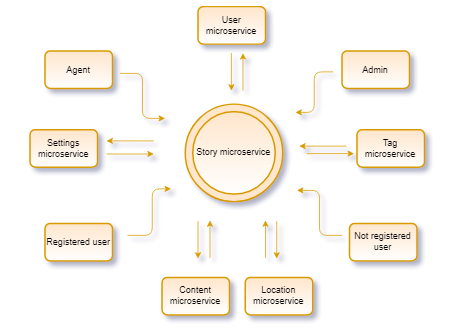 User
microservice
Agent
Admin
Settings
microservice
Story microservice
Tag
microservice
Registered user
Not registered
user
Content
microservice
Location
microservice